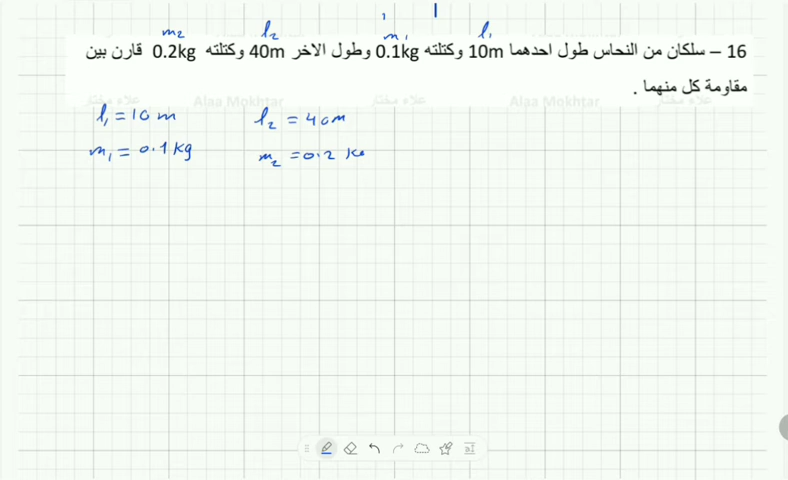 m₂ l₂ m₁ l₁
16 – سلكان من النحاس طول احدهما 10m وكتلته 0.1kg وطول الاخر 40m وكتلته 0.2kg قارن بين
مقاومة كل منهما .
علاء مختار Alaa Mokhtar علاء مختار Alaa Mokhtar
l₁ = 10 m l₂ = 40m
m₁ = 0.1 kg m₂ = 0.2